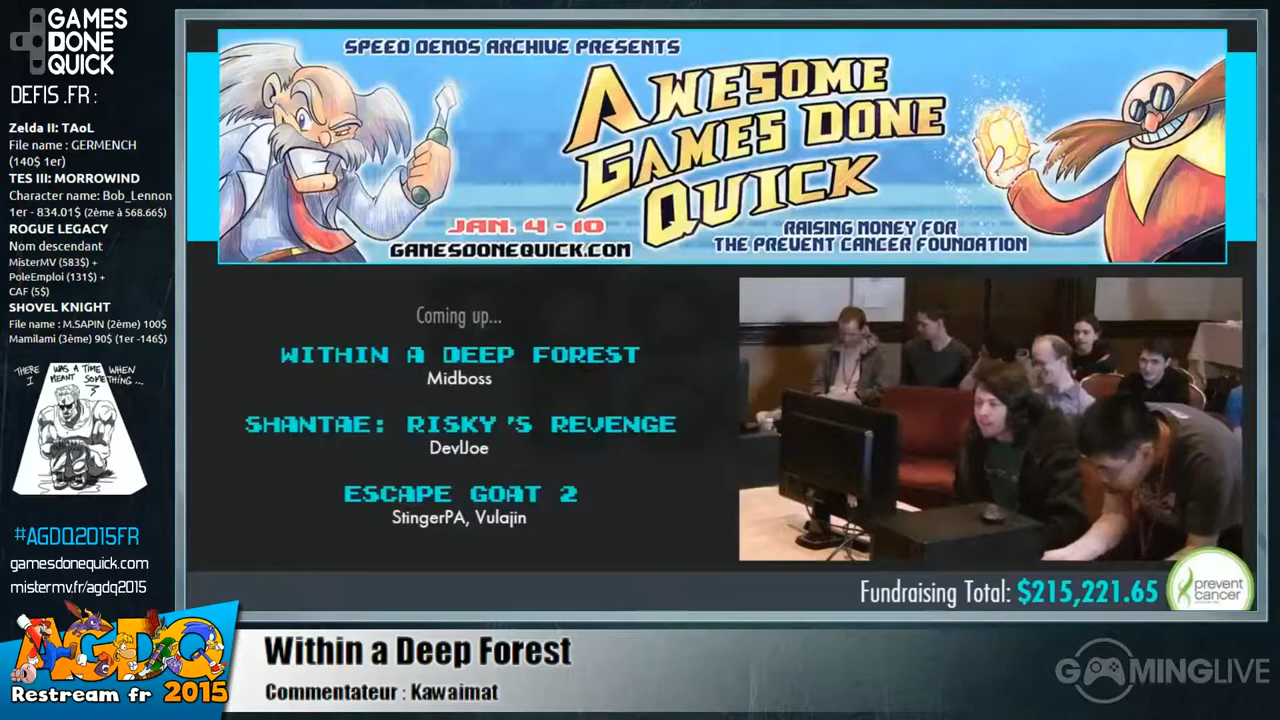 GAMES
DONE
QUICK
DEFIS .FR :
Zelda II: TAoL
File name : GERMENCH
(140$ 1er)
TES III: MORROWIND
Character name: Bob_Lennon
1er - 834.01$ (2ème à 568.66$)
ROGUE LEGACY
Nom descendant
MisterMV (583$) +
PoleEmploi (131$) +
CAF (5$)
SHOVEL KNIGHT
File name : M.SAPIN (2ème) 100$
Mamilami (3ème) 90$ (1er -146$)
THERE WAS A TIME WHEN
I MEANT SOMETHING...
#AGDQ2015FR
gamesdonequick.com
mistermv.fr/agdq2015
AGDQ
Restream fr 2015
SPEED DEMOS ARCHIVE PRESENTS
AWESOME
GAMES DONE
QUICK
JAN. 4 - 10
GAMESDONEQUICK.COM
RAISING MONEY FOR
THE PREVENT CANCER FOUNDATION
Coming up...
WITHIN A DEEP FOREST
Midboss
SHANTAE: RISKY'S REVENGE
DevlJoe
ESCAPE GOAT 2
StingerPA, Vulajin
Fundraising Total: $215,221.65
prevent
cancer
Within a Deep Forest
Commentateur : Kawaimat
GAMINGLIVE